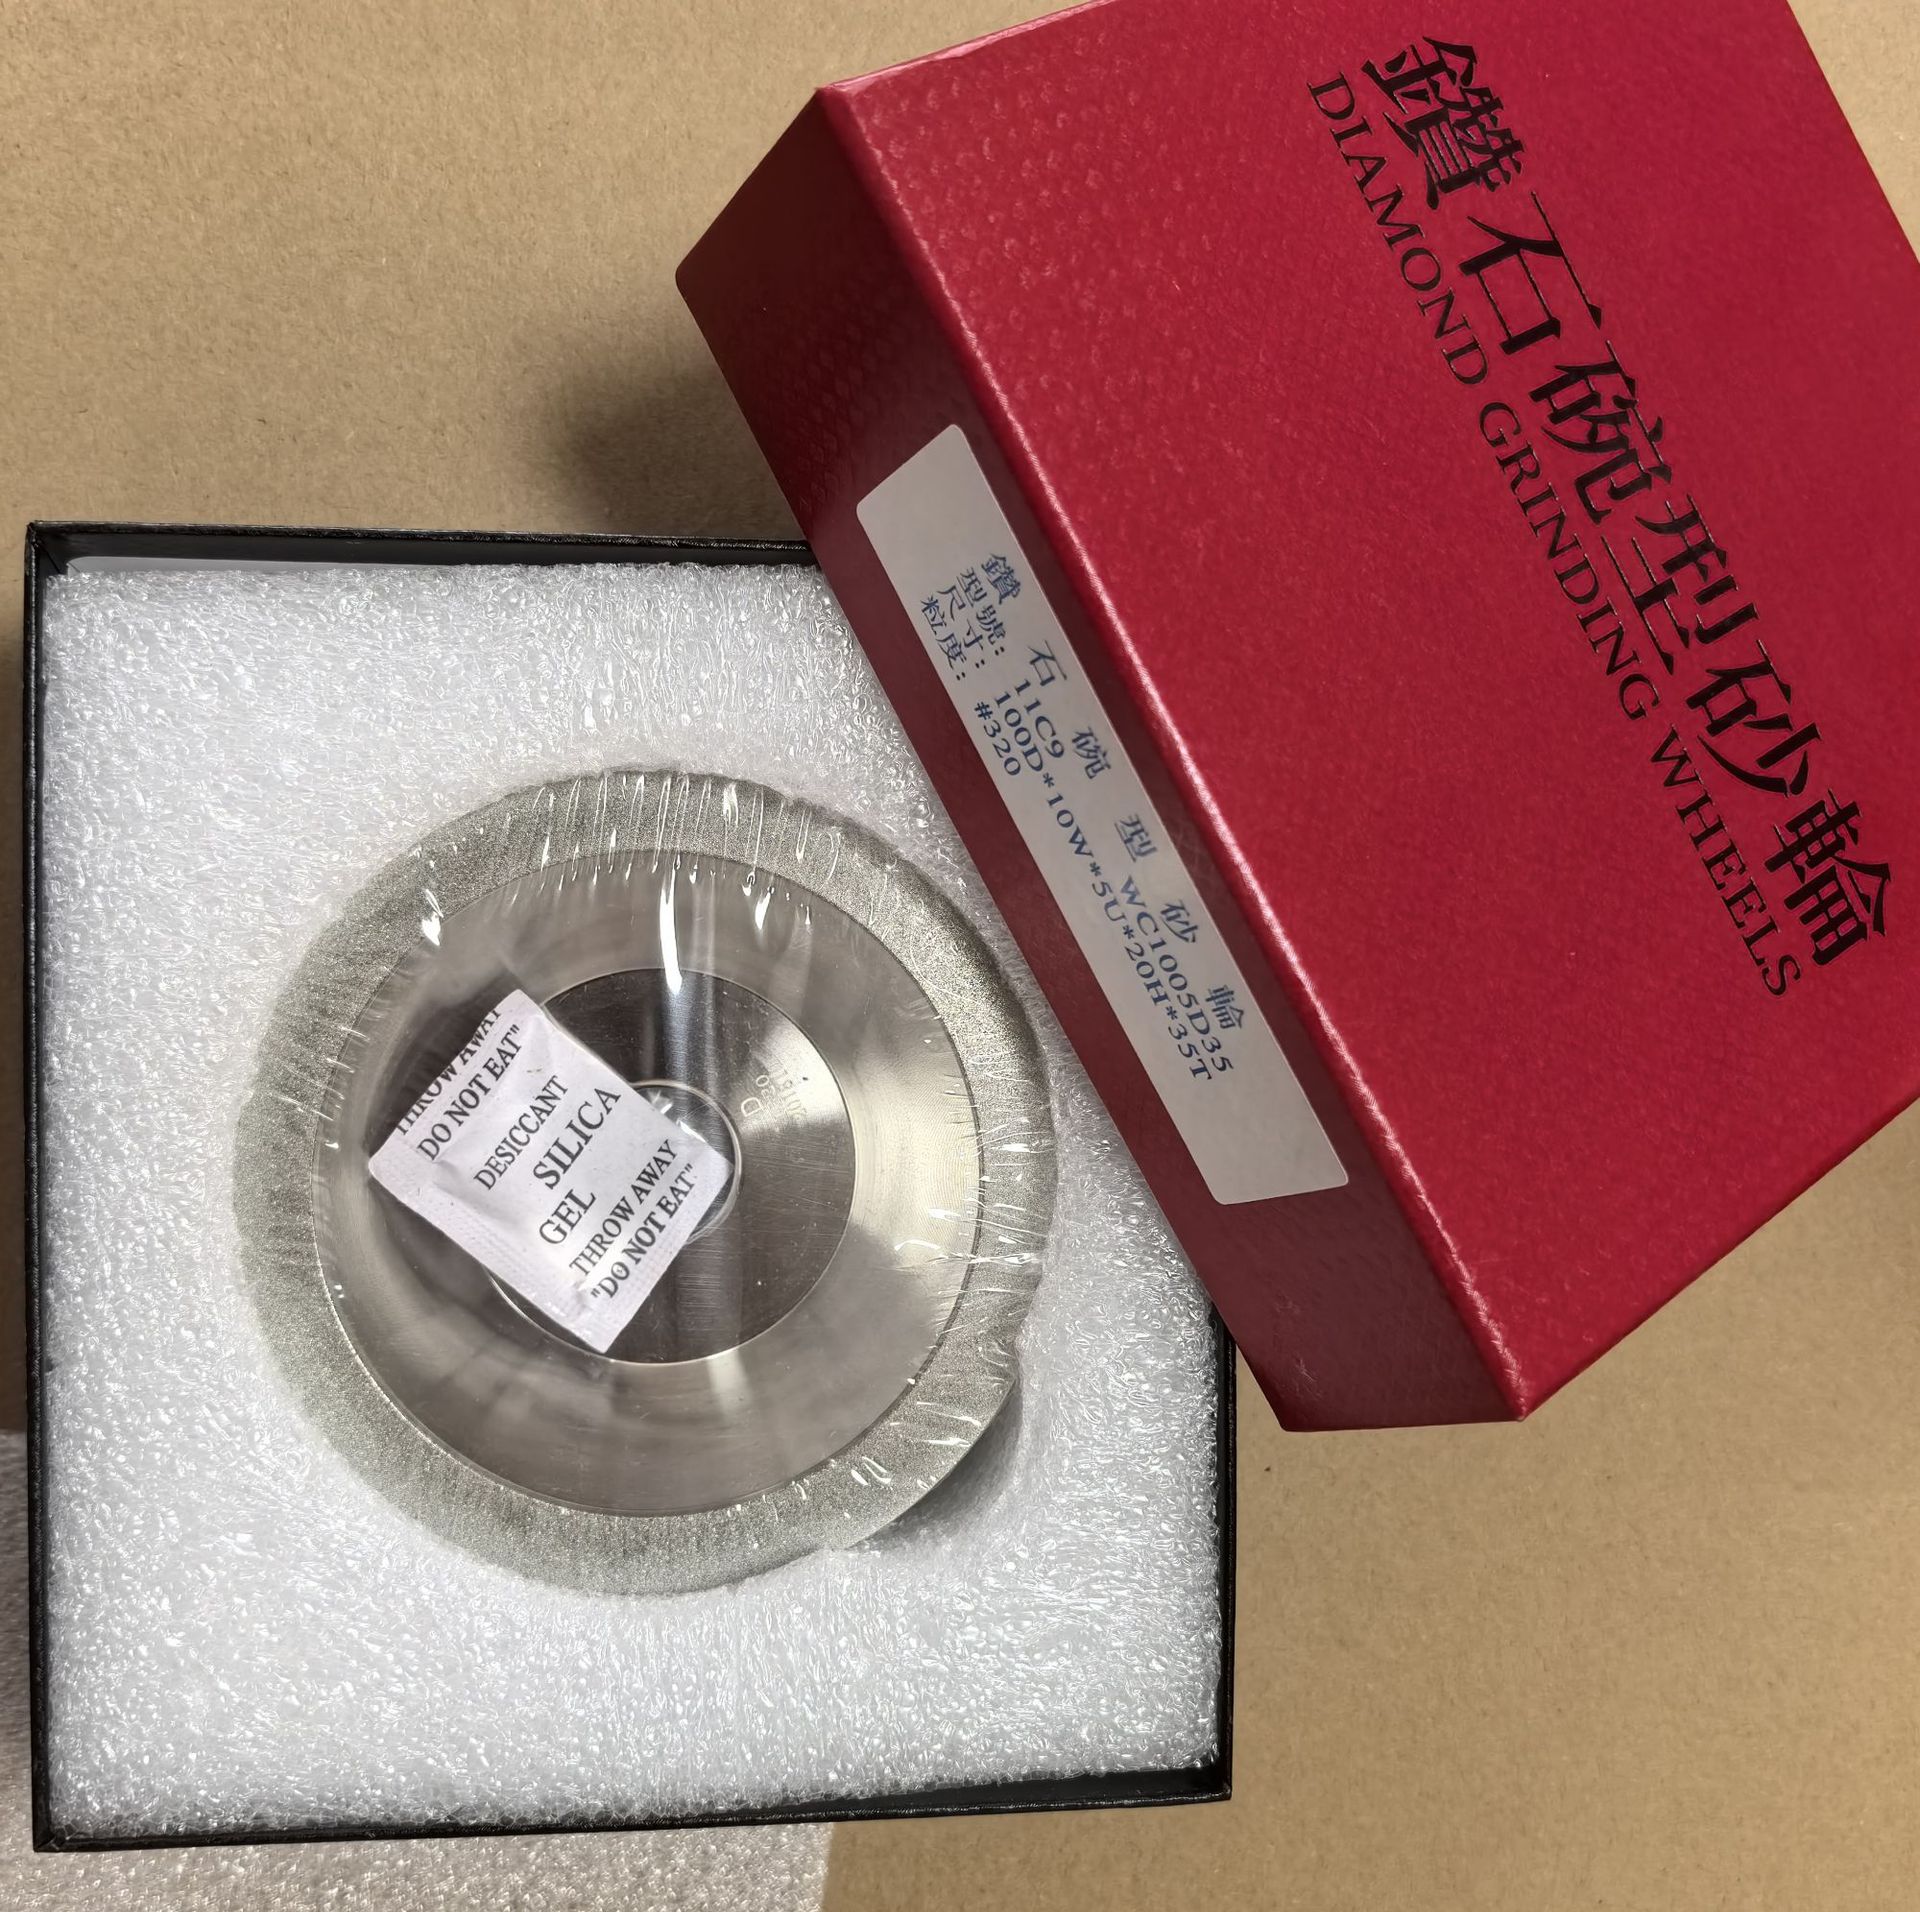 鑽石碗型砂輪
DIAMOND GRINDING WHEELS
鑽 石 碗 型 砂 輪
型號: 11C9 WC1005D35
尺寸: 100D*10W*5U*20H*35T
粒度: #320
THROW AWAY
DO NOT EAT"
DESICCANT
SILICA
GEL
THROW AWAY
"DO NOT EAT"